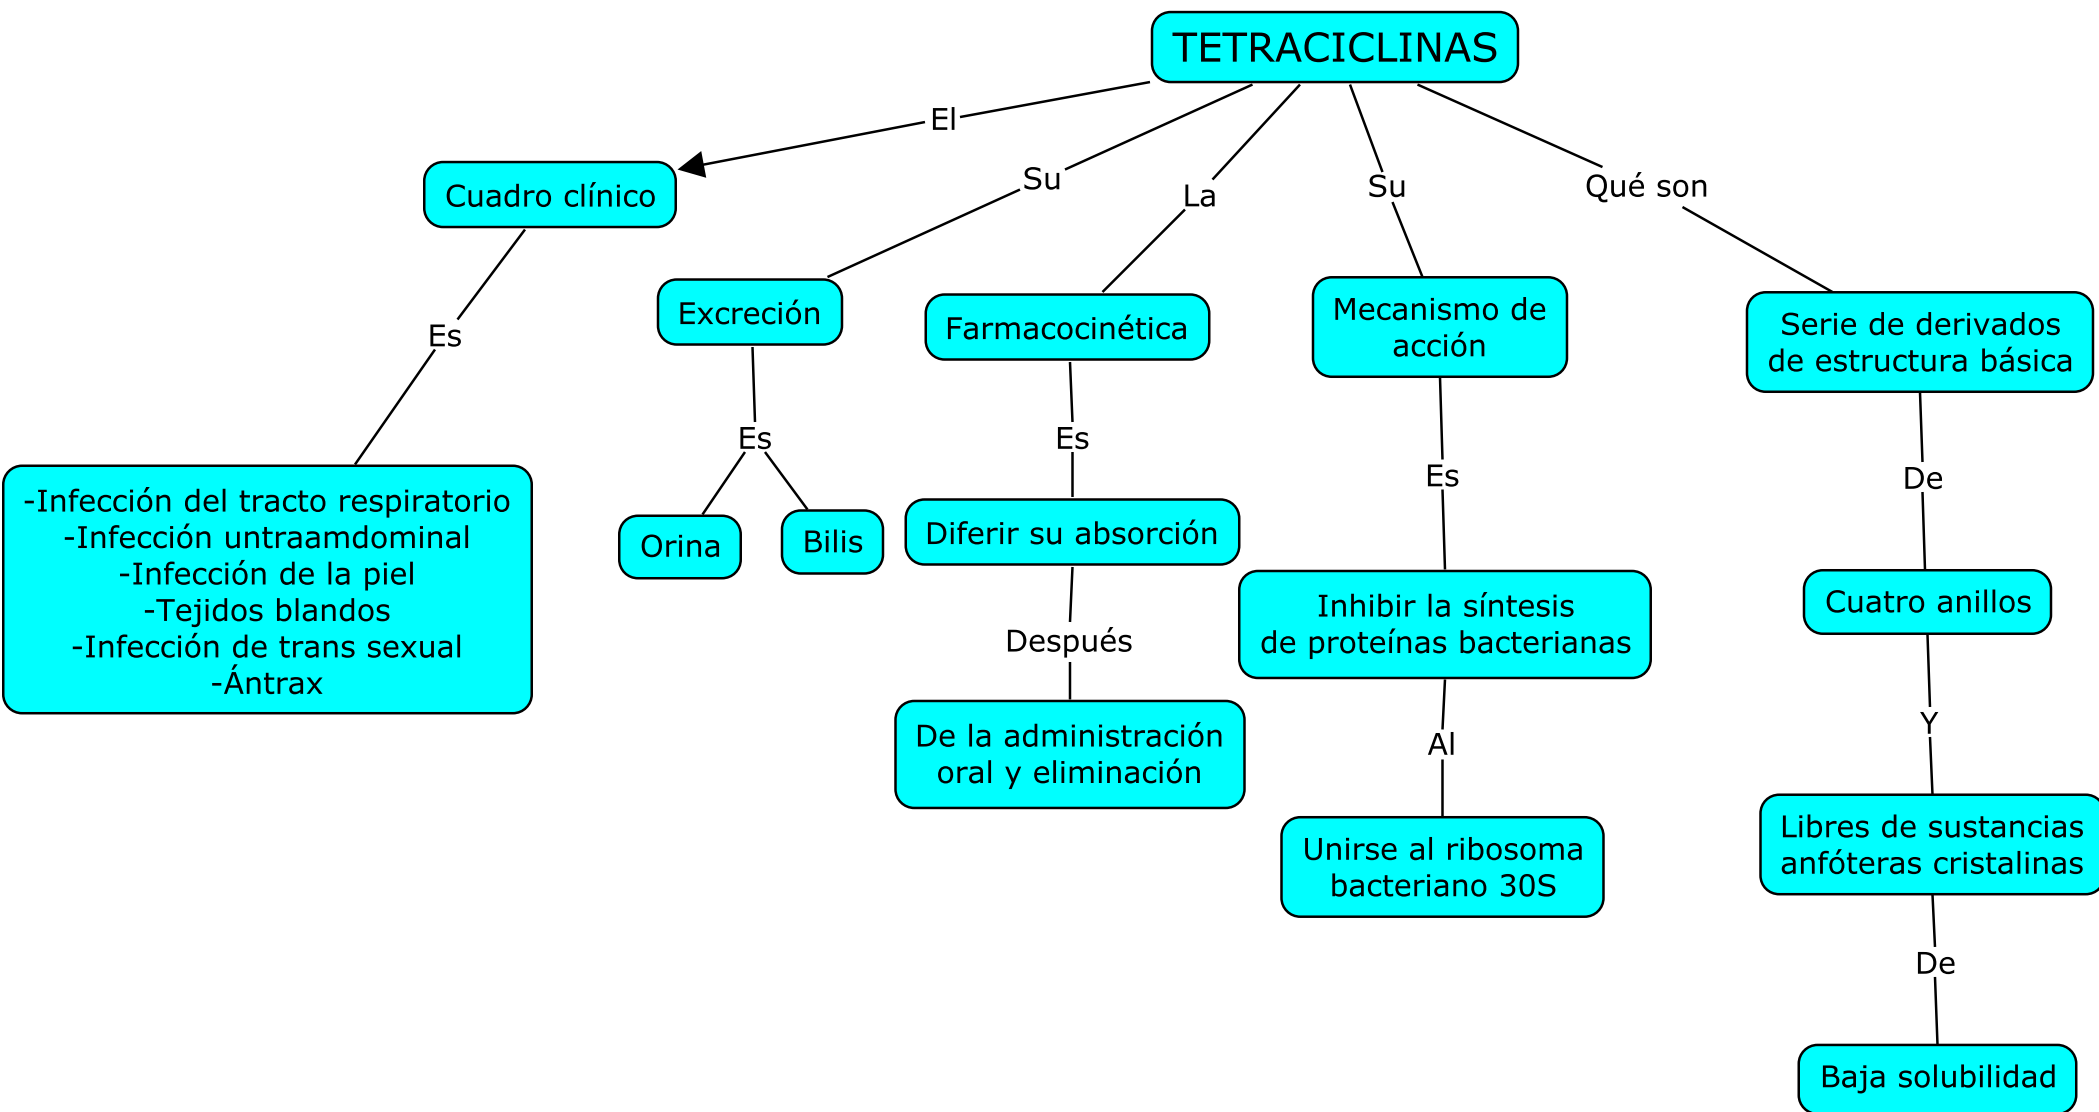 TETRACICLINAS
El
Su
La
Su
Qué son
Cuadro clínico
Excreción
Farmacocinética
Mecanismo de
acción
Serie de derivados
de estructura básica
Es
Es
Es
Es
De
-Infección del tracto respiratorio
-Infección untraamdominal
-Infección de la piel
-Tejidos blandos
-Infección de trans sexual
-Ántrax
Orina
Bilis
Diferir su absorción
Inhibir la síntesis
de proteínas bacterianas
Cuatro anillos
Después
Al
Y
De la administración
oral y eliminación
Unirse al ribosoma
bacteriano 30S
Libres de sustancias
anfóteras cristalinas
De
Baja solubilidad